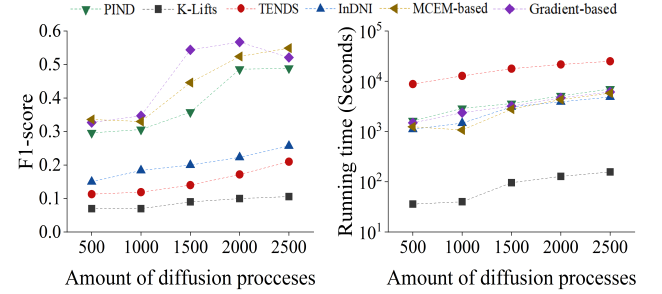 PIND K-Lifts TENDS InDNI MCEM-based Gradient-based
F1-score
0.6
0.5
0.4
0.3
0.2
0.1
0.0
500 1000 1500 2000 2500
Amount of diffusion procceses
Running time (Seconds)
10^5
10^4
10^3
10^2
10^1
500 1000 1500 2000 2500
Amount of diffusion processes